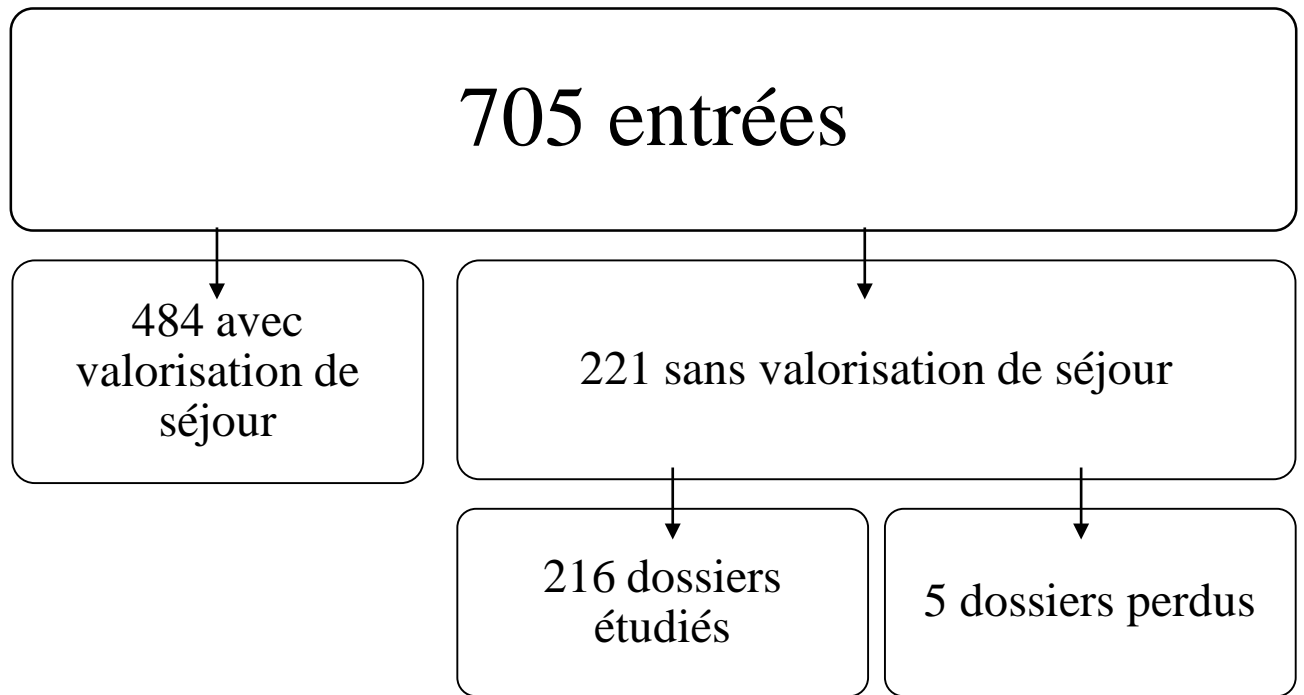 705 entrées
484 avec
valorisation de
séjour
221 sans valorisation de séjour
216 dossiers
étudiés
5 dossiers perdus